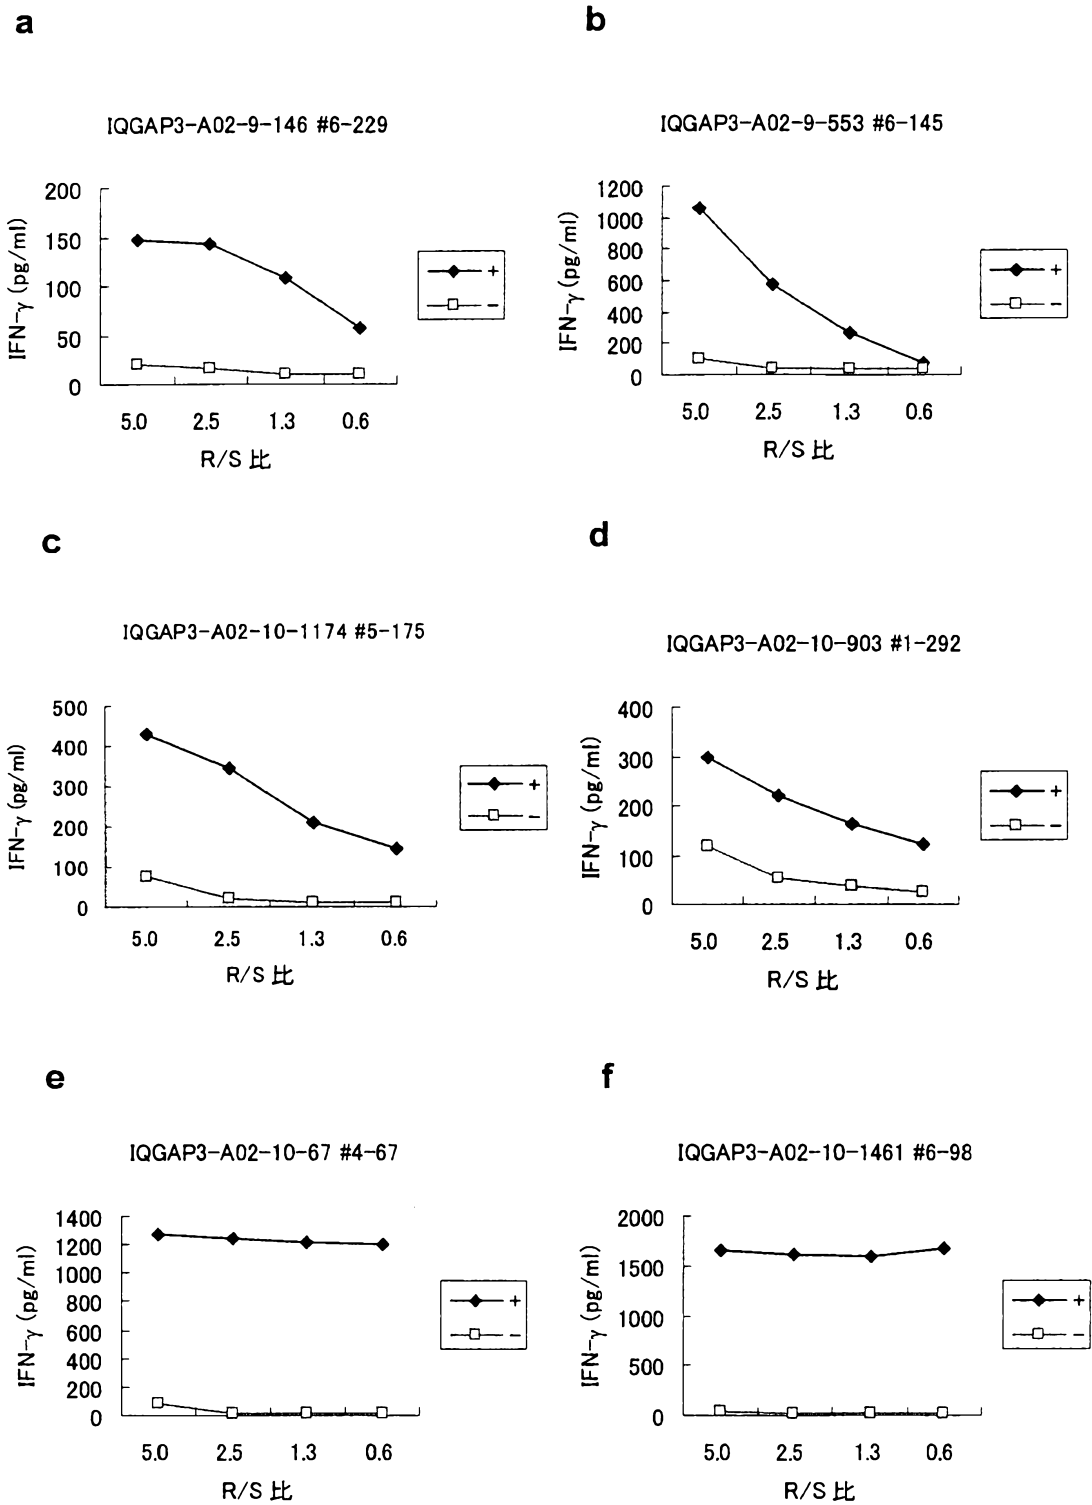 a
IQGAP3-A02-9-146 #6-229
IFN-γ (pg/ml)
200
150
100
50
0
5.0 2.5 1.3 0.6
R/S 比
+
-
b
IQGAP3-A02-9-553 #6-145
IFN-γ (pg/ml)
1200
1000
800
600
400
200
0
5.0 2.5 1.3 0.6
R/S 比
+
-
c
IQGAP3-A02-10-1174 #5-175
IFN-γ (pg/ml)
500
400
300
200
100
0
5.0 2.5 1.3 0.6
R/S 比
+
-
d
IQGAP3-A02-10-903 #1-292
IFN-γ (pg/ml)
400
300
200
100
0
5.0 2.5 1.3 0.6
R/S 比
+
-
e
IQGAP3-A02-10-67 #4-67
IFN-γ (pg/ml)
1400
1200
1000
800
600
400
200
0
5.0 2.5 1.3 0.6
R/S 比
+
-
f
IQGAP3-A02-10-1461 #6-98
IFN-γ (pg/ml)
2000
1500
1000
500
0
5.0 2.5 1.3 0.6
R/S 比
+
-